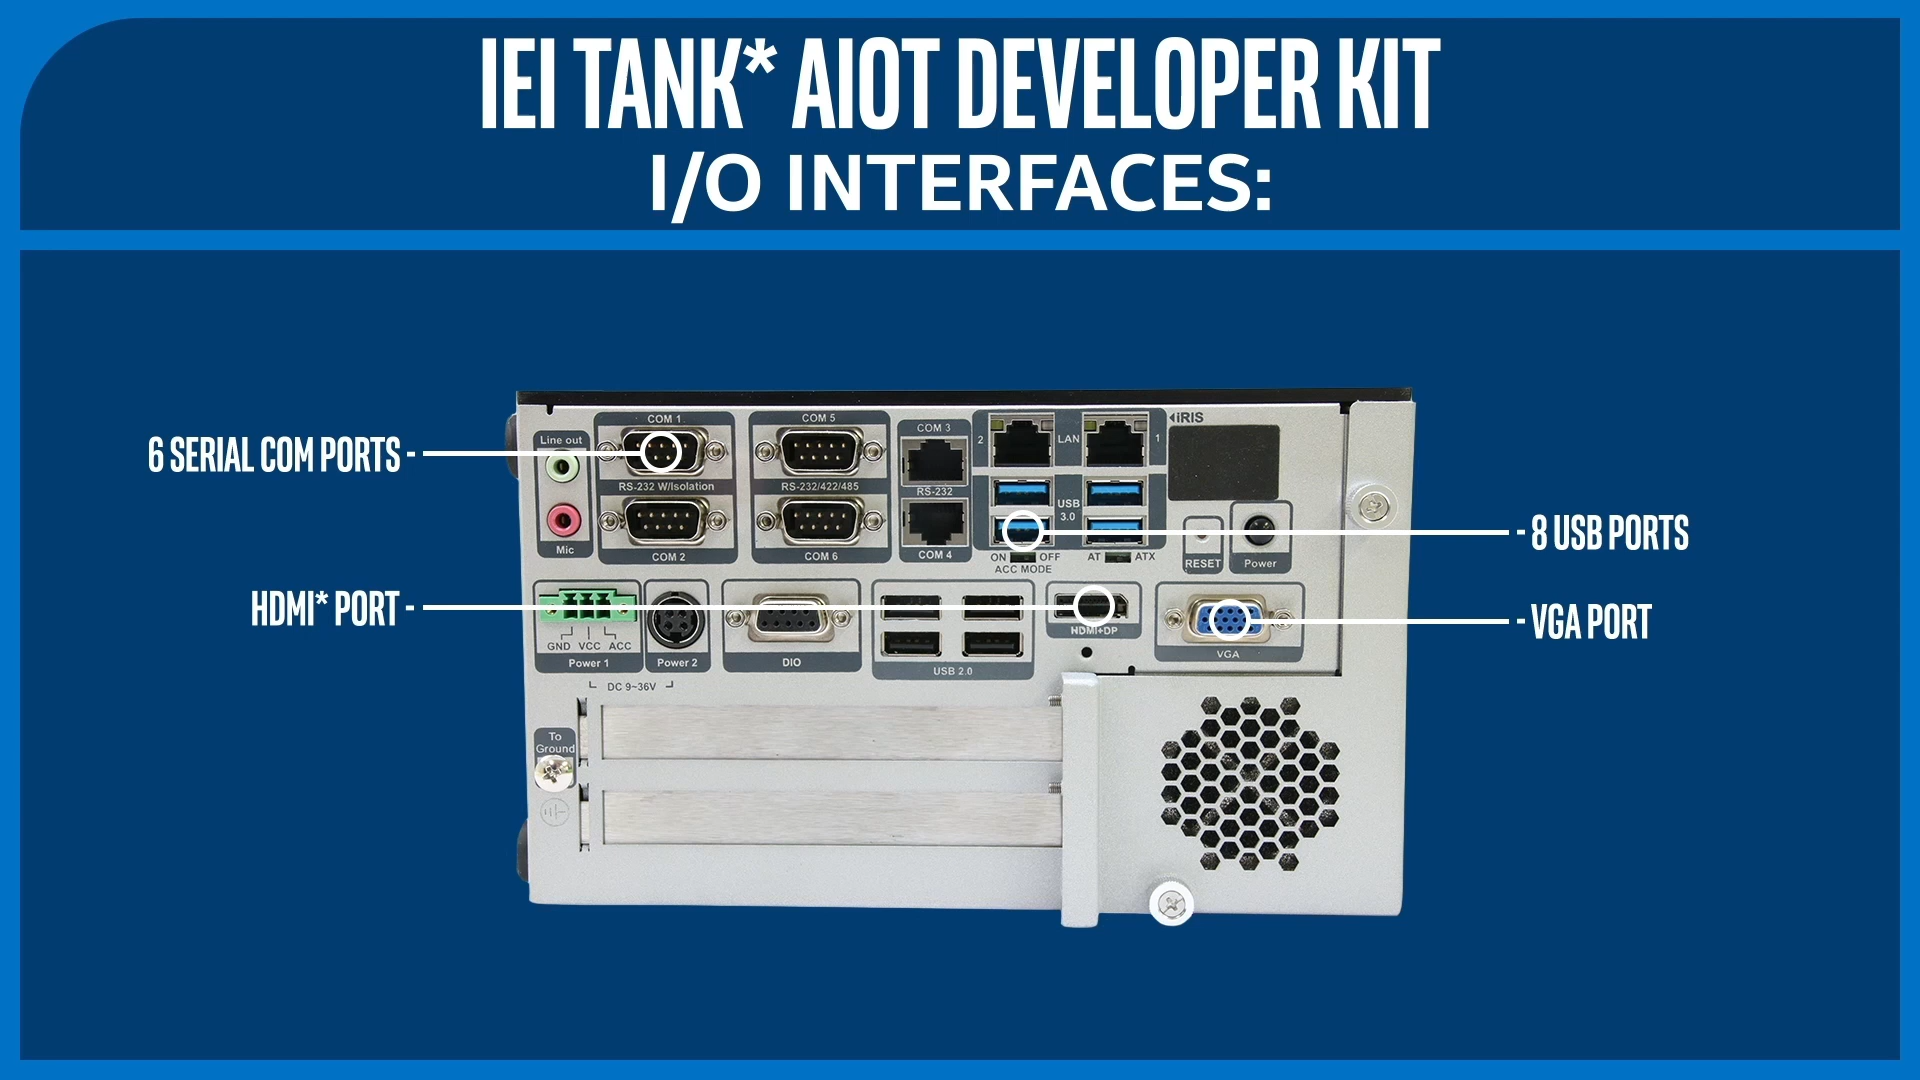 IEI TANK* AIOT DEVELOPER KIT
I/O INTERFACES:
6 SERIAL COM PORTS -
HDMI* PORT -
- 8 USB PORTS
- VGA PORT
Line out
Mic
COM 1
RS-232 W/Isolation
COM 2
COM 5
RS-232/422/485
COM 6
COM 3
RS-232
COM 4
2 LAN 1
USB
3.0
ON OFF
ACC MODE
AT ATX
iRIS
RESET
Power
GND VCC ACC
Power 1
Power 2
DC 9~36V
DIO
USB 2.0
HDMI+DP
VGA
To
Ground